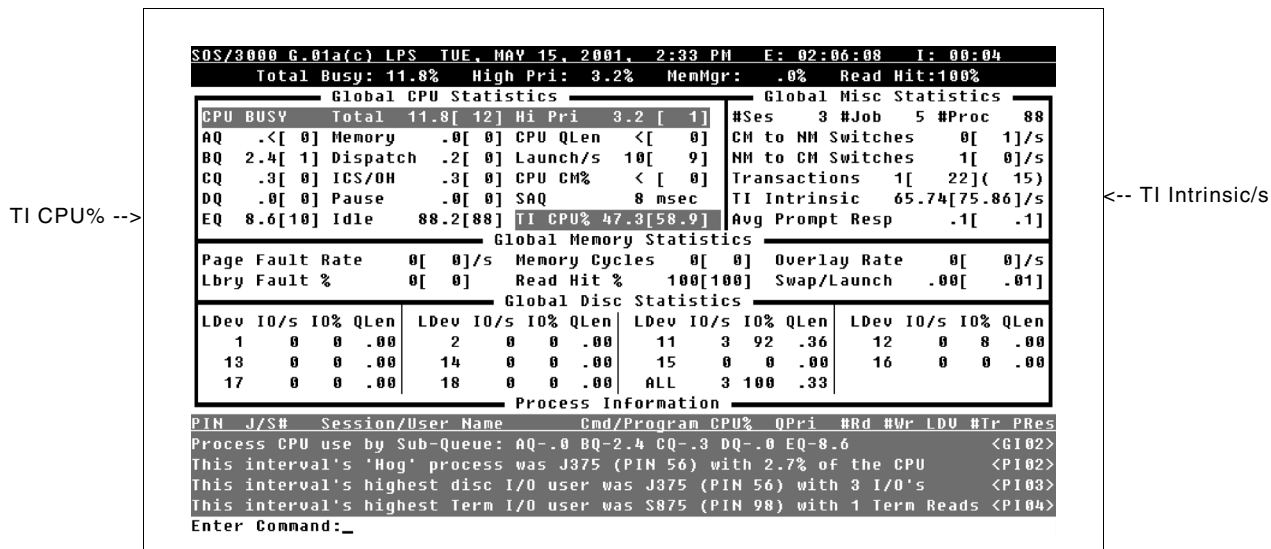 SOS/3000 G.01a(c) LPS TUE, MAY 15, 2001, 2:33 PM E: 02:06:08 I: 00:04
Total Busy: 11.8% High Pri: 3.2% MemMgr: .0% Read Hit:100%
Global CPU Statistics Global Misc Statistics
CPU BUSY Total 11.8[ 12] Hi Pri 3.2 [ 1] #Ses 3 #Job 5 #Proc 88
AQ .<[ 0] Memory .0[ 0] CPU QLen <[ 0] CM to NM Switches 0[ 1]/s
BQ 2.4[ 1] Dispatch .2[ 0] Launch/s 10[ 9] NM to CM Switches 1[ 0]/s
CQ .3[ 0] ICS/OH .3[ 0] CPU CM% < [ 0] Transactions 1[ 22]( 15)
DQ .0[ 0] Pause .0[ 0] SAQ 8 msec TI Intrinsic 65.74[75.86]/s
<-- TI Intrinsic/s
TI CPU% -->
EQ 8.6[10] Idle 88.2[88] TI CPU% 47.3[58.9] Avg Prompt Resp .1[ .1]
Global Memory Statistics
Page Fault Rate 0[ 0]/s Memory Cycles 0[ 0] Overlay Rate 0[ 0]/s
Lbry Fault % 0[ 0] Read Hit % 100[100] Swap/Launch .00[ .01]
Global Disc Statistics
LDev IO/s IO% QLen LDev IO/s IO% QLen LDev IO/s IO% QLen LDev IO/s IO% QLen
1 0 0 .00 2 0 0 .00 11 3 92 .36 12 0 8 .00
13 0 0 .00 14 0 0 .00 15 0 0 .00 16 0 0 .00
17 0 0 .00 18 0 0 .00 ALL 3 100 .33
Process Information
PIN J/S# Session/User Name Cmd/Program CPU% QPri #Rd #Wr LDV #Tr PRes
Process CPU use by Sub-Queue: AQ-.0 BQ-2.4 CQ-.3 DQ-.0 EQ-8.6 <GI02>
This interval's 'Hog' process was J375 (PIN 56) with 2.7% of the CPU <PI02>
This interval's highest disc I/O user was J375 (PIN 56) with 3 I/O's <PI03>
This interval's highest Term I/O user was S875 (PIN 98) with 1 Term Reads <PI04>
Enter Command:_